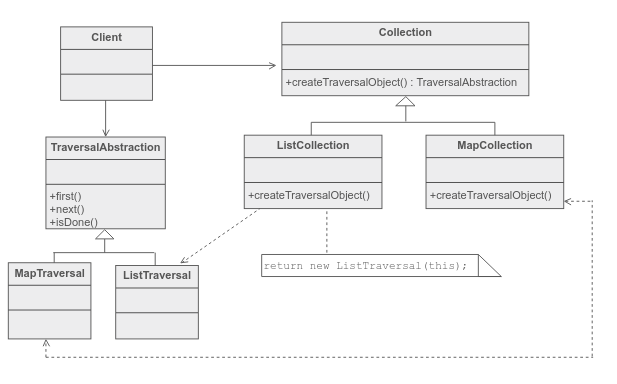 Client
Collection
+createTraversalObject() : TraversalAbstraction
TraversalAbstraction
+first()
+next()
+isDone()
ListCollection
+createTraversalObject()
MapCollection
+createTraversalObject()
MapTraversal
ListTraversal
return new ListTraversal(this);